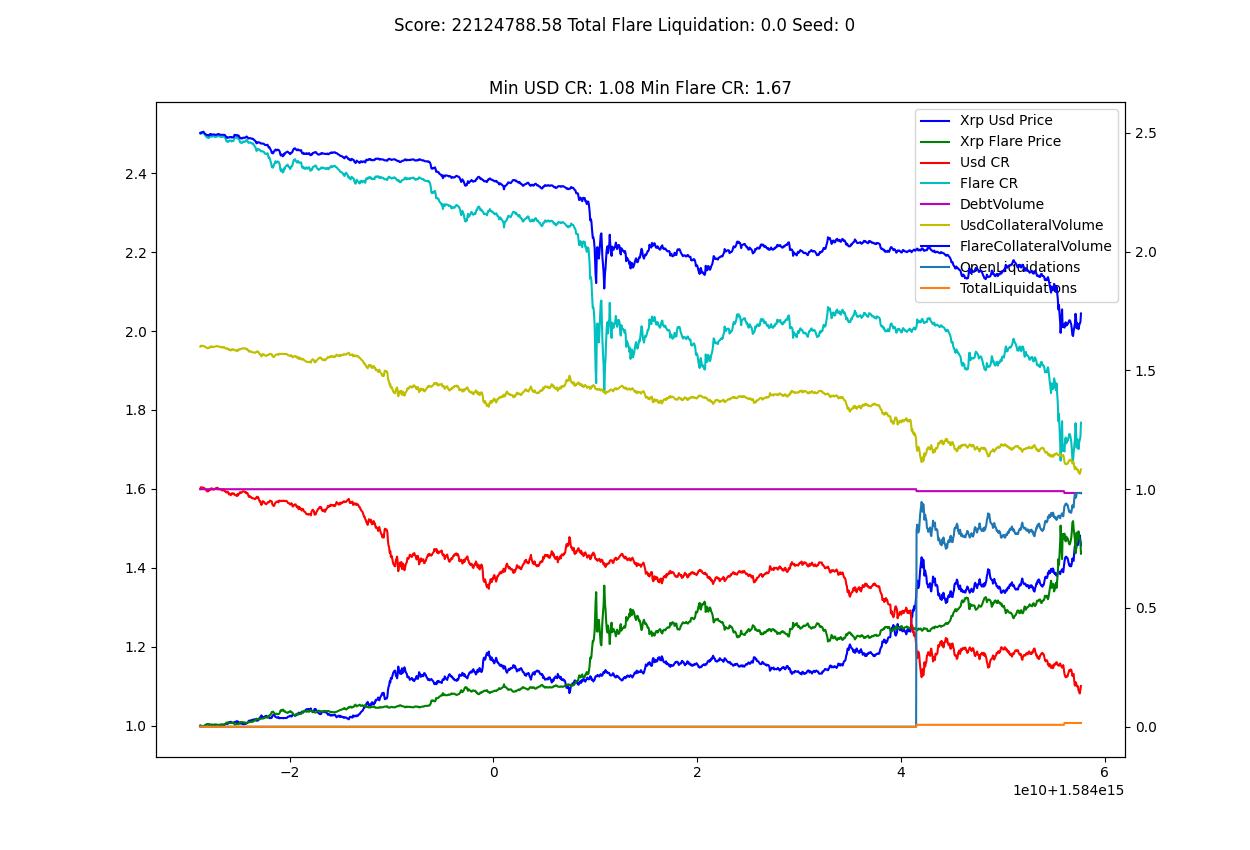 Score: 22124788.58 Total Flare Liquidation: 0.0 Seed: 0
Min USD CR: 1.08 Min Flare CR: 1.67
Xrp Usd Price
Xrp Flare Price
Usd CR
Flare CR
DebtVolume
UsdCollateralVolume
FlareCollateralVolume
OpenLiquidations
TotalLiquidations
2.4
2.2
2.0
1.8
1.6
1.4
1.2
1.0
2.5
2.0
1.5
1.0
0.5
0.0
−2 0 2 4 6
1e10+1.584e15